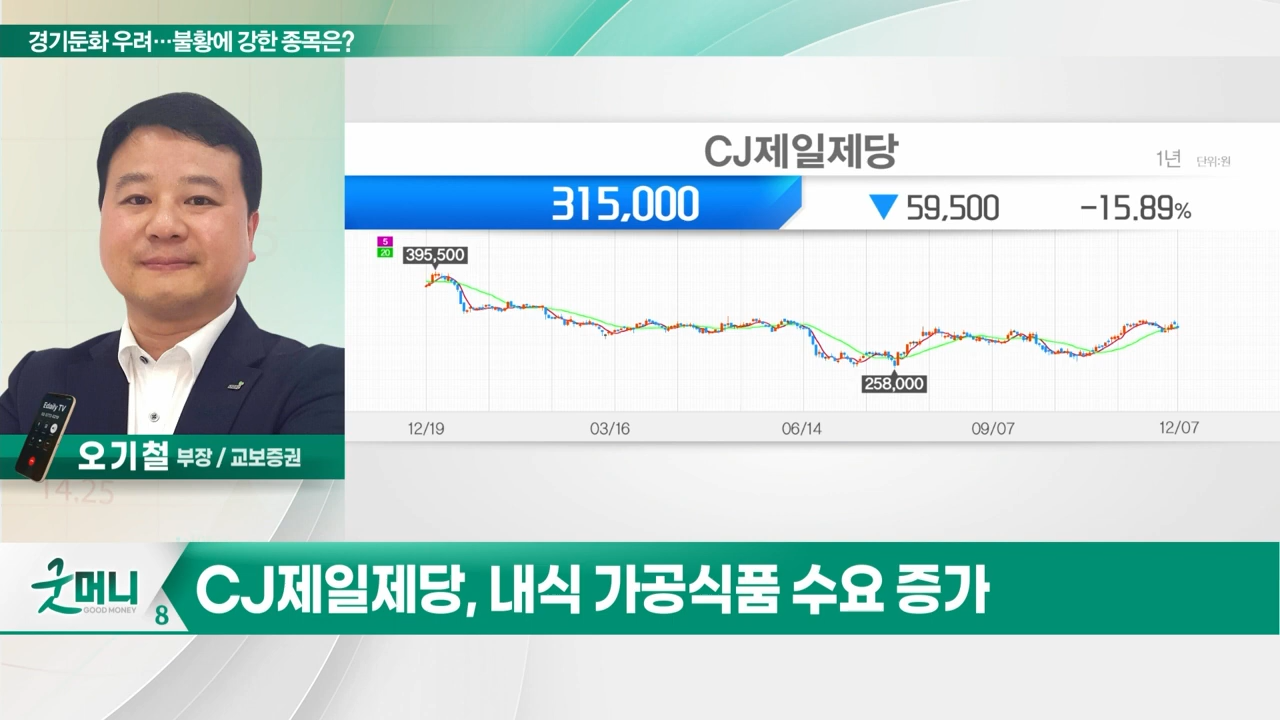 경기둔화 우려…불황에 강한 종목은?
CJ제일제당
1년 단위:원
315,000 ▼ 59,500 -15.89%
5
20
395,500
258,000
12/19 03/16 06/14 09/07 12/07
Edaily TV
오기철 부장 / 교보증권
14.25
굿머니
GOOD MONEY
8
CJ제일제당, 내식 가공식품 수요 증가